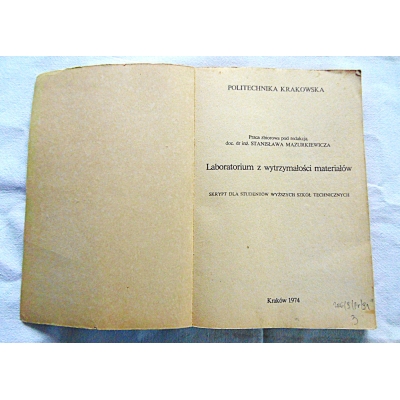 POLITECHNIKA KRAKOWSKA
Praca zbiorowa pod redakcją
doc. dr inż. STANISŁAWA MAZURKIEWICZA
Laboratorium z wytrzymałości materiałów
SKRYPT DLA STUDENTÓW WYŻSZYCH SZKÓŁ TECHNICZNYCH
Kraków 1974
3